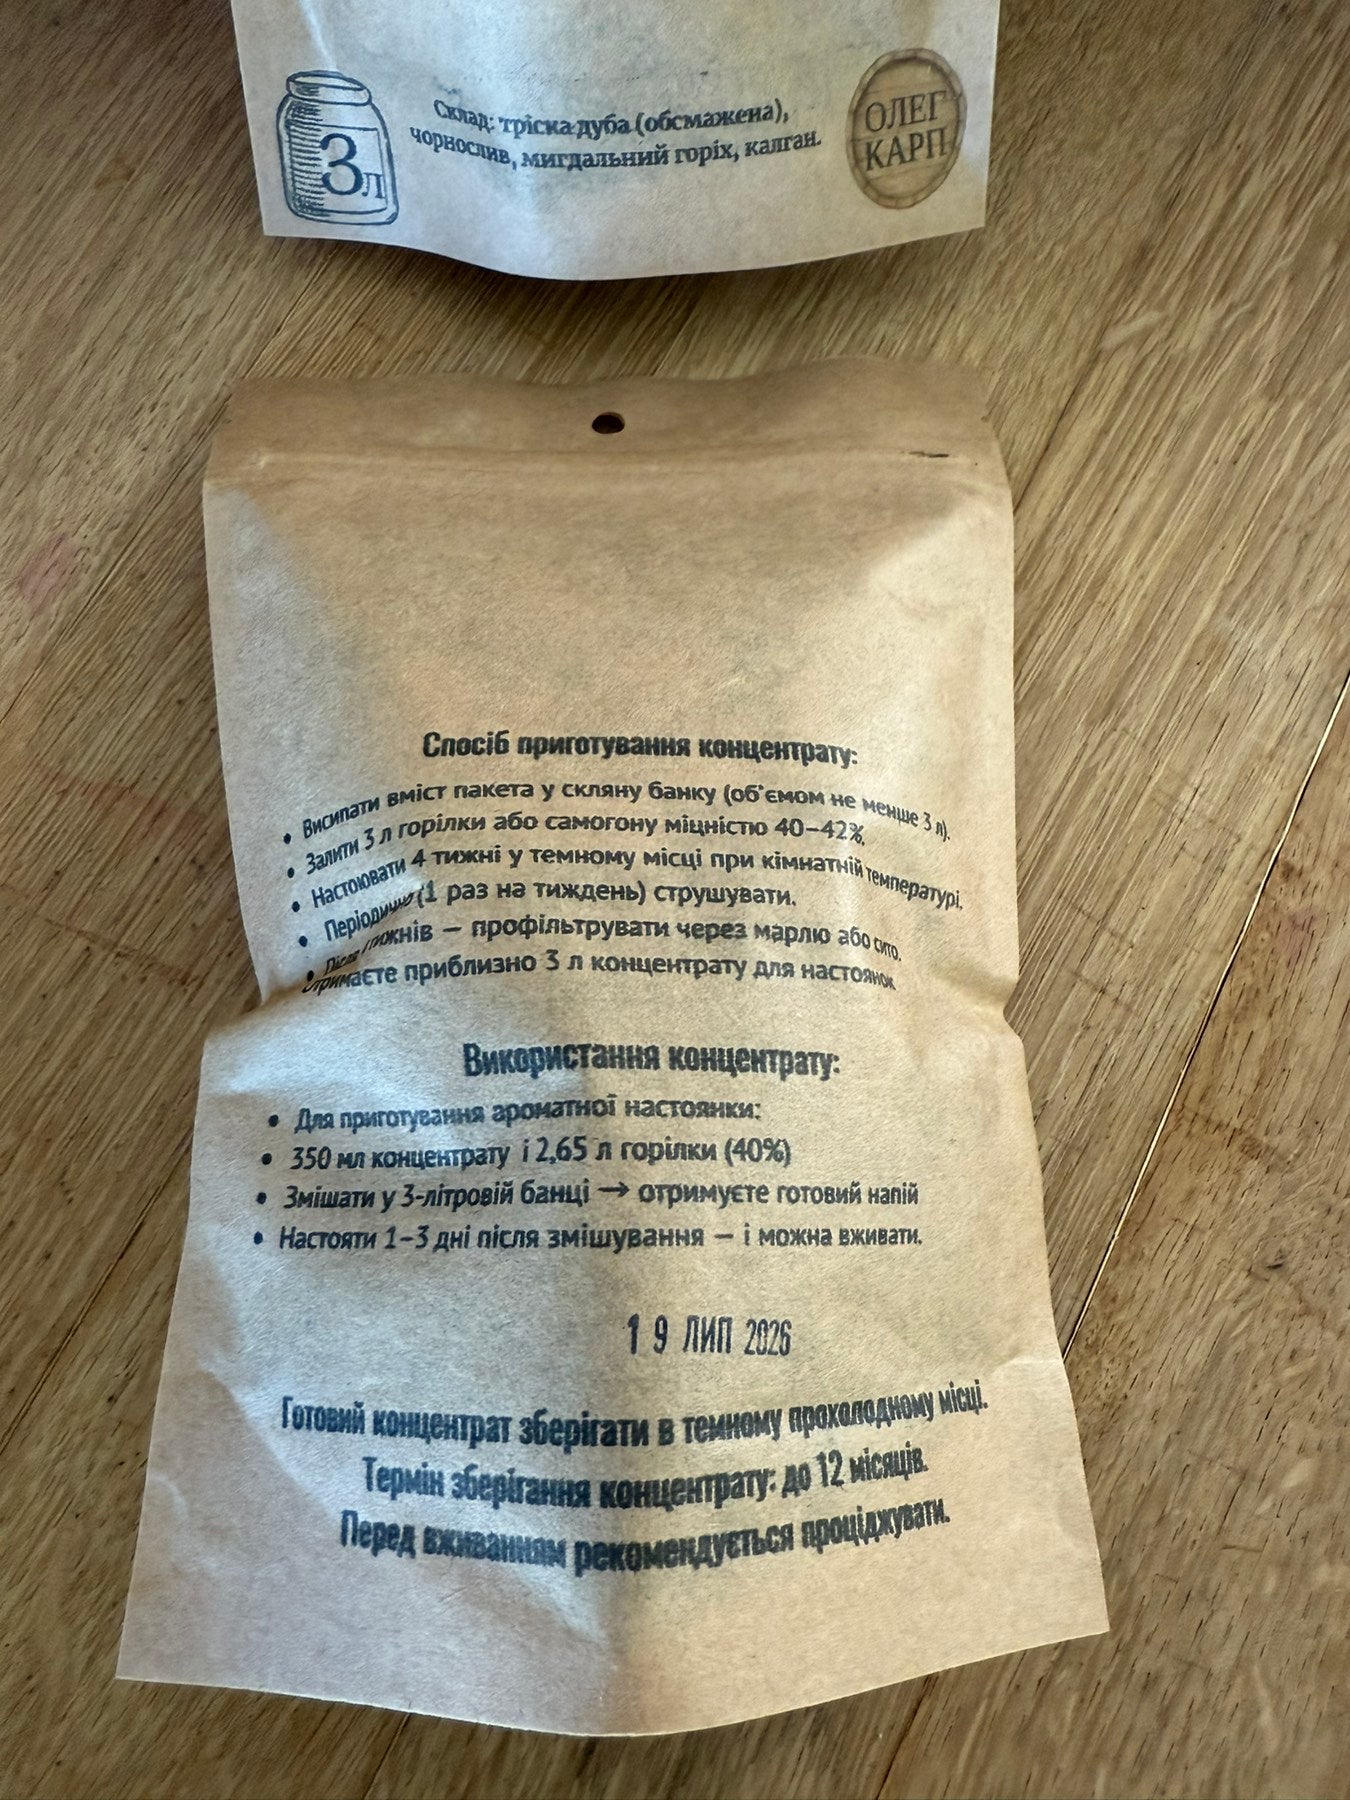 3л
Склад: тріска дуба (обсмажена),
чорнослив, мигдальний горіх, калган.
ОЛЕГ
КАРП
Спосіб приготування концентрату:
• Висипати вміст пакета у скляну банку (об'ємом не менше 3 л).
• Залити 3 л горілки або самогону міцністю 40–42%.
• Настоювати 4 тижні у темному місці при кімнатній температурі.
• Періодично (1 раз на тиждень) струшувати.
• Після тижнів — профільтрувати через марлю або сито.
Отримаєте приблизно 3 л концентрату для настоянок
Використання концентрату:
• Для приготування ароматної настоянки:
• 350 мл концентрату і 2,65 л горілки (40%)
• Змішати у 3-літровій банці → отримуєте готовий напій
• Настояти 1–3 дні після змішування — і можна вживати.
19 ЛИП 2026
Готовий концентрат зберігати в темному прохолодному місці.
Термін зберігання концентрату: до 12 місяців.
Перед вживанням рекомендується проціджувати.